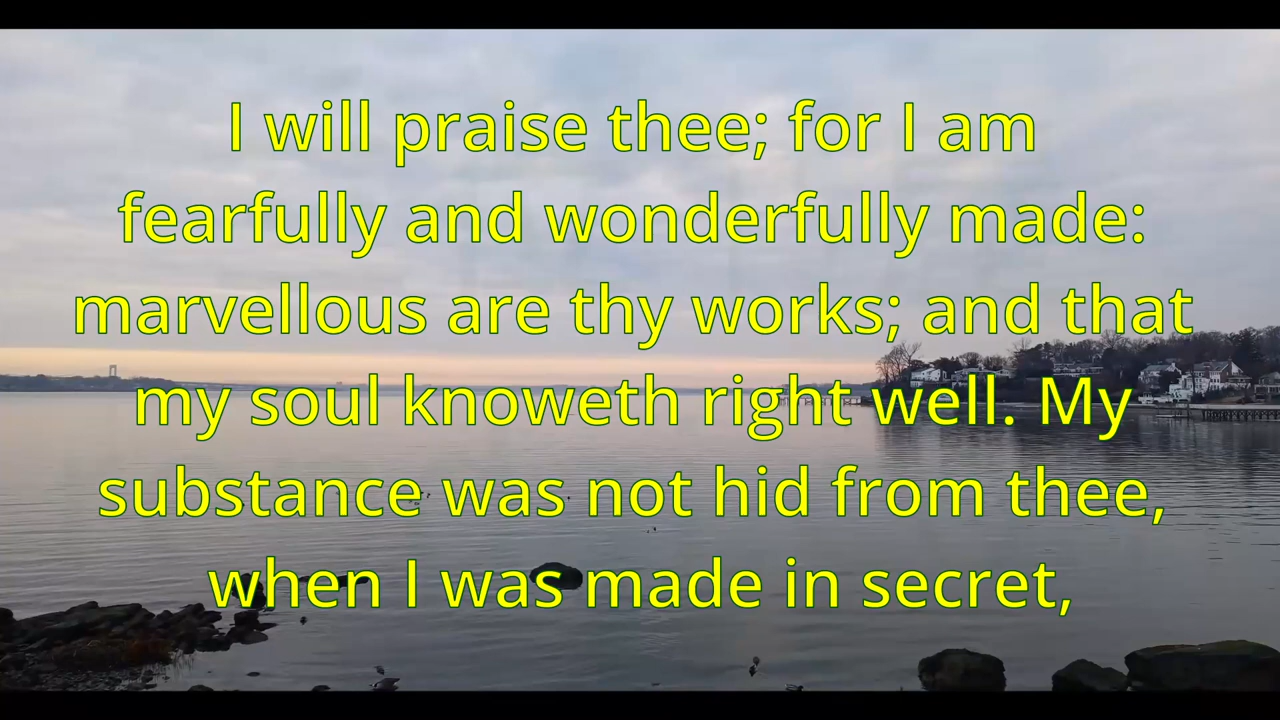 I will praise thee; for I am
fearfully and wonderfully made:
marvellous are thy works; and that
my soul knoweth right well. My
substance was not hid from thee,
when I was made in secret,